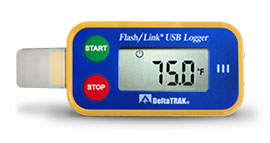 Flash/Link® USB Logger
START
75.0°F
STOP
DeltaTRAK®